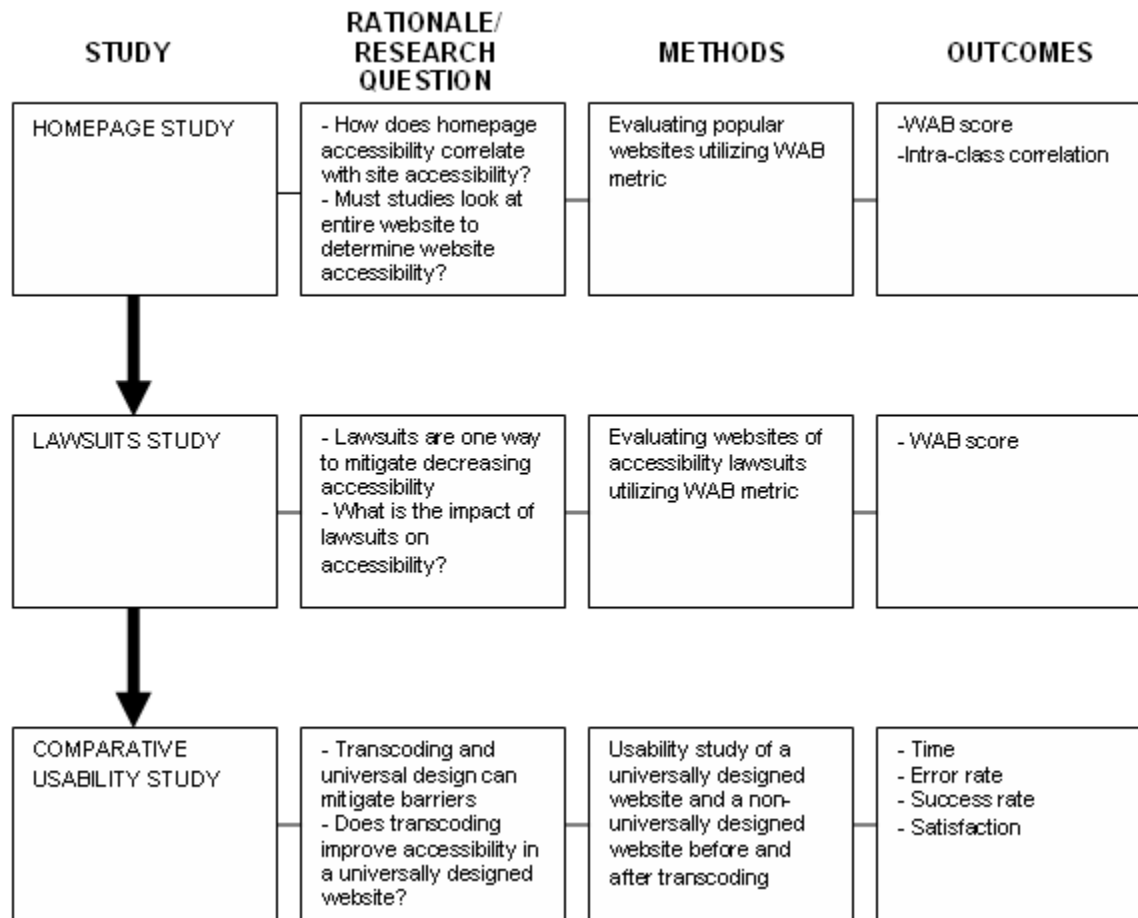 STUDY
RATIONALE/
RESEARCH
QUESTION
METHODS
OUTCOMES
HOMEPAGE STUDY
- How does homepage
accessibility correlate
with site accessibility?
- Must studies look at
entire website to
determine website
accessibility?
Evaluating popular
websites utilizing WAB
metric
-WAB score
-Intra-class correlation
LAWSUITS STUDY
- Lawsuits are one way
to mitigate decreasing
accessibility
- What is the impact of
lawsuits on
accessibility?
Evaluating websites of
accessibility lawsuits
utilizing WAB metric
- WAB score
COMPARATIVE
USABILITY STUDY
- Transcoding and
universal design can
mitigate barriers
- Does transcoding
improve accessibility in
a universally designed
website?
Usability study of a
universally designed
website and a non-
universally designed
website before and
after transcoding
- Time
- Error rate
- Success rate
- Satisfaction